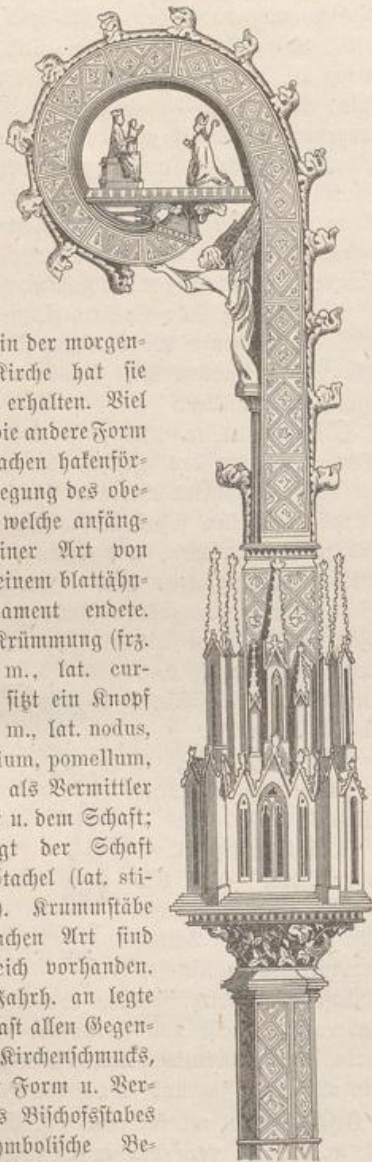 in der morgen-
Kirche hat sie
erhalten. Viel
die andere Form
achen hakenför-
egung des obe-
welche anfäng-
iner Art von
einem blattähn-
ament endete.
Krümmung (frz.
m., lat. cur-
sitzt ein Knopf
m., lat. nodus,
ium, pomellum,
als Vermittler
u. dem Schaft;
gt der Schaft
stachel (lat. sti-
). Krummstäbe
chen Art sind
eich vorhanden.
Jahrh. an legte
ast allen Gegen-
Kirchenschmucks,
Form u. Ver-
s Bischofsstabes
mbolische Be-